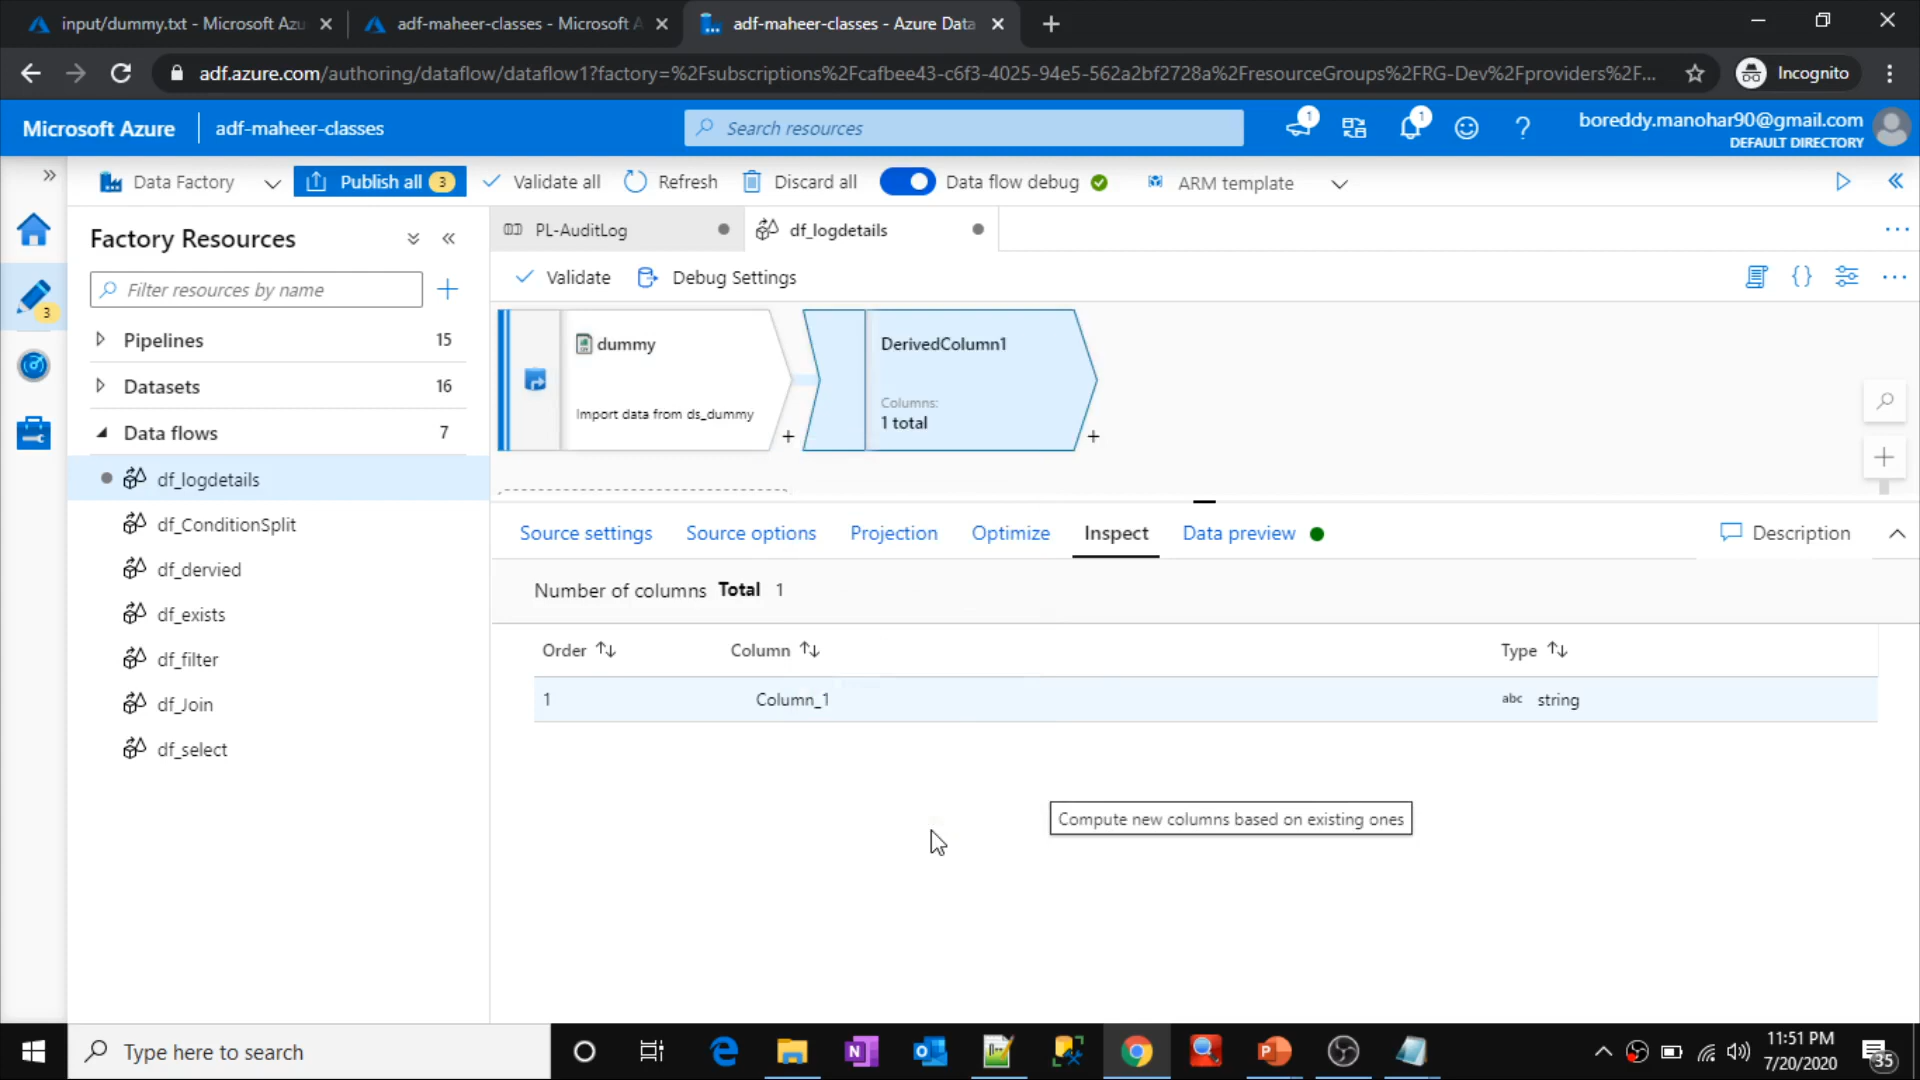 input/dummy.txt - Microsoft Azu
adf-maheer-classes - Microsoft A
adf-maheer-classes - Azure Data
adf.azure.com/authoring/dataflow/dataflow1?factory=%2Fsubscriptions%2Fcafbee43-c6f3-4025-94e5-562a2bf2728a%2FresourceGroups%2FRG-Dev%2Fproviders%2F...
Incognito
Microsoft Azure
adf-maheer-classes
Search resources
1
1
boreddy.manohar90@gmail.com
DEFAULT DIRECTORY
Data Factory
Publish all 3
Validate all
Refresh
Discard all
Data flow debug
ARM template
Factory Resources
PL-AuditLog
df_logdetails
Validate
Debug Settings
Filter resources by name
3
Pipelines 15
Datasets 16
Data flows 7
df_logdetails
df_ConditionSplit
df_dervied
df_exists
df_filter
df_Join
df_select
dummy
Import data from ds_dummy
DerivedColumn1
Columns:
1 total
Source settings
Source options
Projection
Optimize
Inspect
Data preview
Description
Number of columns Total 1
Order Column Type
1 Column_1 abc string
Compute new columns based on existing ones
Type here to search
11:51 PM
7/20/2020
35